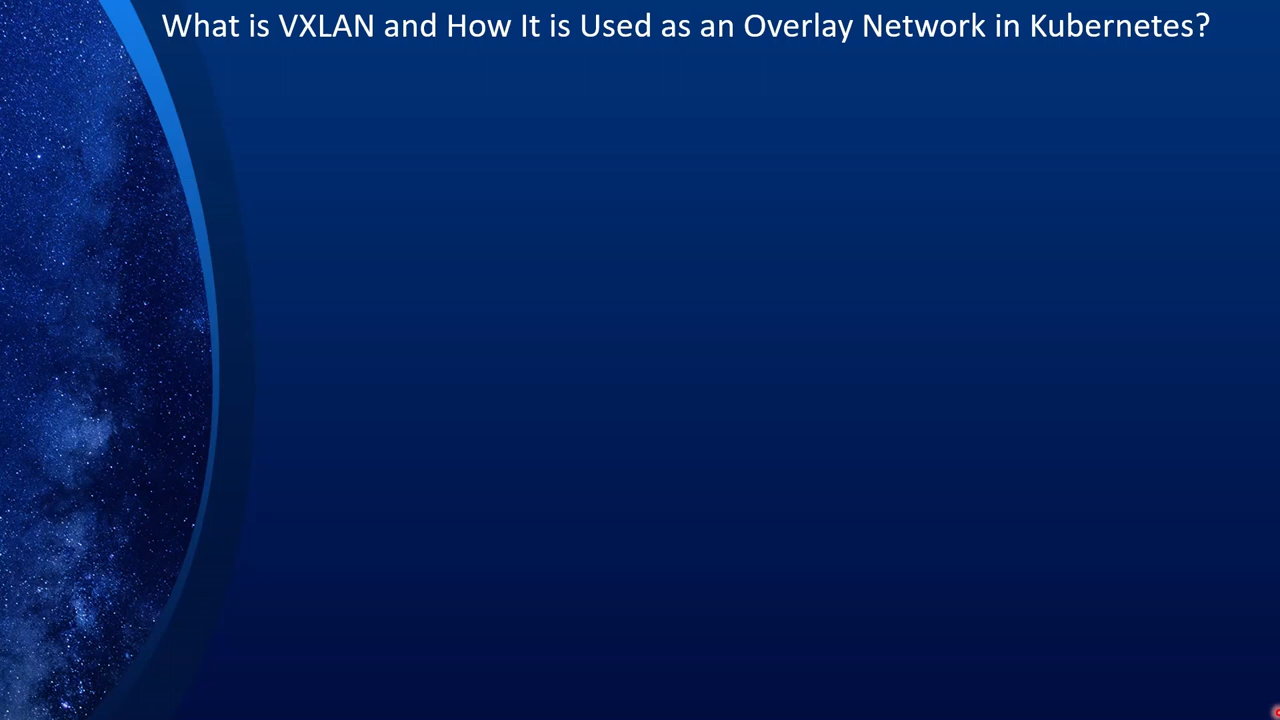 What is VXLAN and How It is Used as an Overlay Network in Kubernetes?